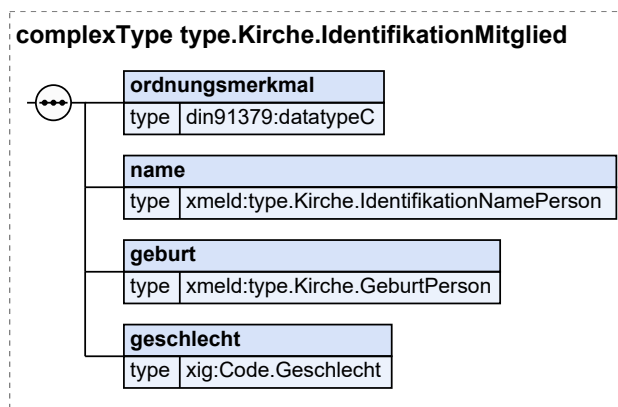 complexType type.Kirche.IdentifikationMitglied
ordnungsmerkmal
type din91379:datatypeC
name
type xmeld:type.Kirche.IdentifikationNamePerson
geburt
type xmeld:type.Kirche.GeburtPerson
geschlecht
type xig:Code.Geschlecht